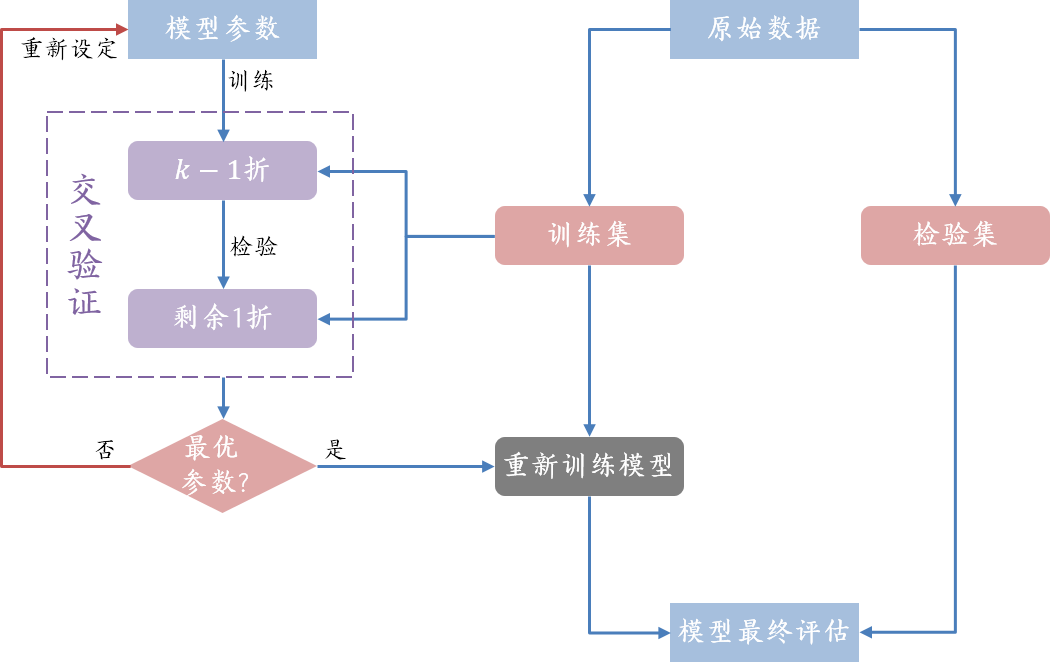 模型参数
原始数据
重新设定
训练
k − 1折
交叉验证
训练集
检验集
检验
剩余1折
否
最优
参数?
是
重新训练模型
模型最终评估